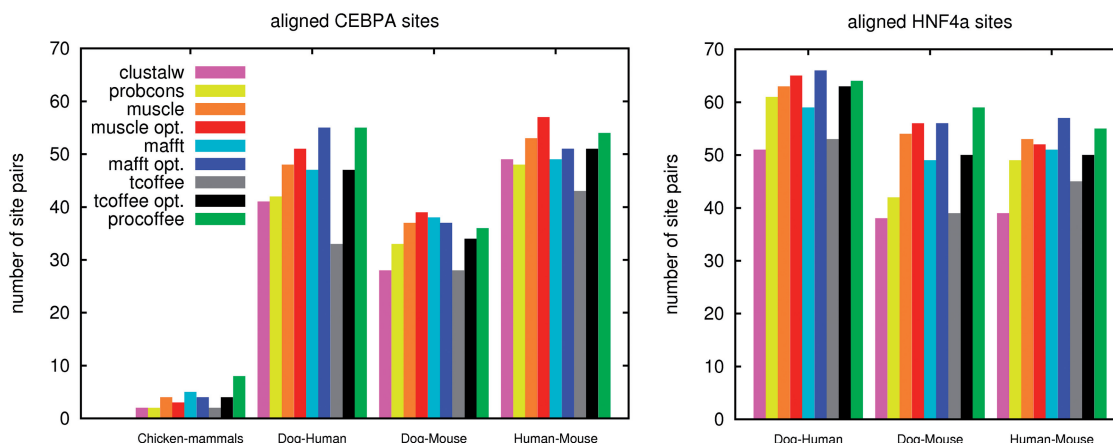 aligned CEBPA sites
70
60
50
40
30
20
10
0
number of site pairs
clustalw
probcons
muscle
muscle opt.
mafft
mafft opt.
tcoffee
tcoffee opt.
procoffee
Chicken-mammals Dog-Human Dog-Mouse Human-Mouse
aligned HNF4a sites
70
60
50
40
30
20
10
0
number of site pairs
Dog-Human Dog-Mouse Human-Mouse